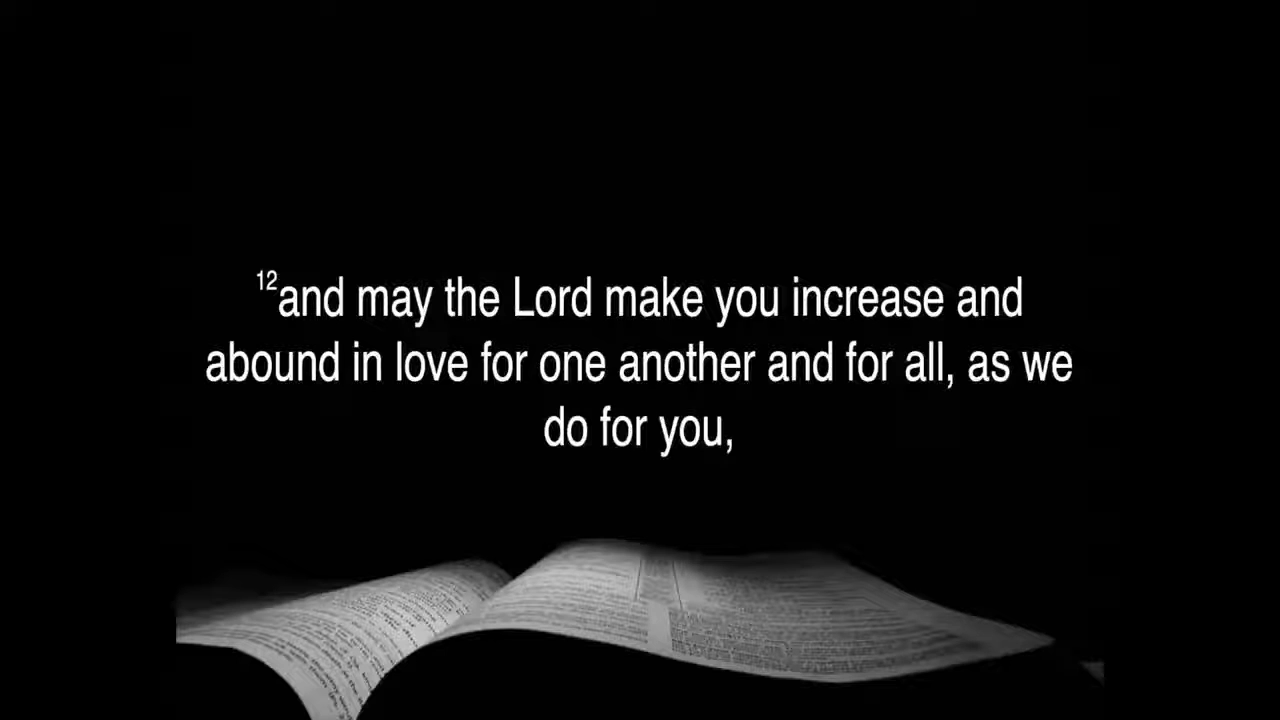 12and may the Lord make you increase and
abound in love for one another and for all, as we
do for you,